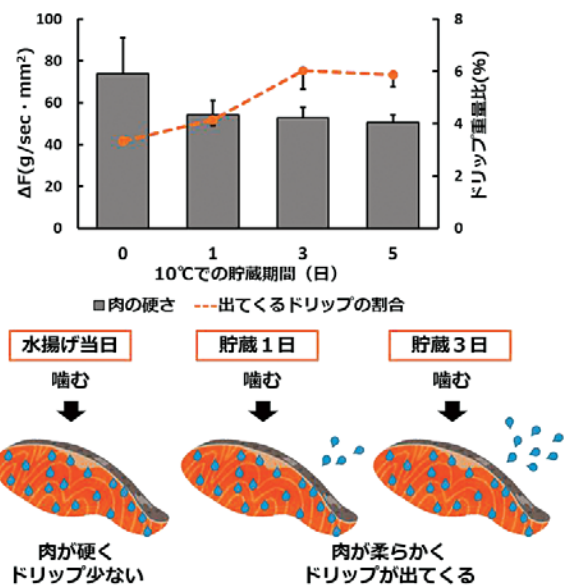 100
80
60
40
20
0
ΔF(g/sec・mm²)
8
6
4
2
0
ドリップ重量比(%)
0 1 3 5
10℃での貯蔵期間（日）
肉の硬さ 出てくるドリップの割合
水揚げ当日 貯蔵１日 貯蔵３日
噛む 噛む 噛む
肉が硬く 肉が柔らかく
ドリップ少ない ドリップが出てくる